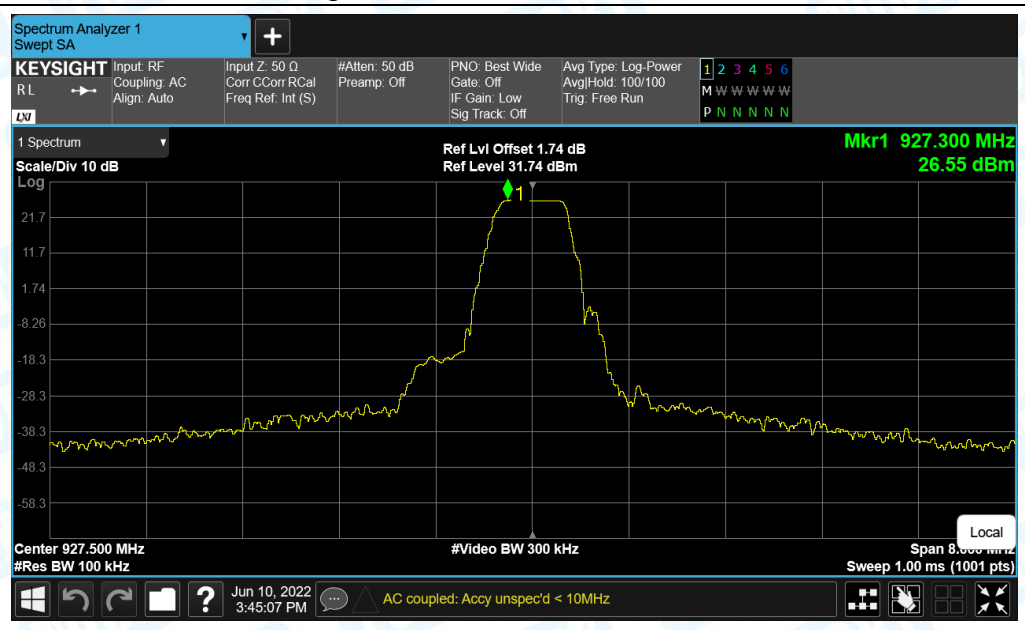 Spectrum Analyzer 1
Swept SA
KEYSIGHT
R L
LXI
Input: RF
Coupling: AC
Align: Auto
Input Z: 50 Ω
Corr CCorr RCal
Freq Ref: Int (S)
#Atten: 50 dB
Preamp: Off
PNO: Best Wide
Gate: Off
IF Gain: Low
Sig Track: Off
Avg Type: Log-Power
Avg|Hold: 100/100
Trig: Free Run
1 2 3 4 5 6
M W W W W W
P N N N N N
1 Spectrum
Scale/Div 10 dB
Log
Ref Lvl Offset 1.74 dB
Ref Level 31.74 dBm
Mkr1 927.300 MHz
26.55 dBm
1
21.7
11.7
1.74
-8.26
-18.3
-28.3
-38.3
-48.3
-58.3
Local
Center 927.500 MHz
#Video BW 300 kHz
Span 8.000 MHz
#Res BW 100 kHz
Sweep 1.00 ms (1001 pts)
?
Jun 10, 2022
3:45:07 PM
AC coupled: Accy unspec'd < 10MHz